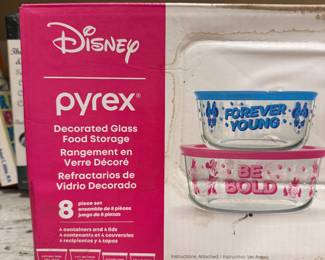 Disney
pyrex®
Decorated Glass
Food Storage
Rangement en
Verre Décoré
Refractarios de
Vidrio Decorado
8 piece set
ensemble de 8 pièces
juego de 8 piezas
4 containers and 4 lids
4 contenants et 4 couvercles
4 recipientes y 4 tapas
FOREVER
YOUNG
BE
BOLD